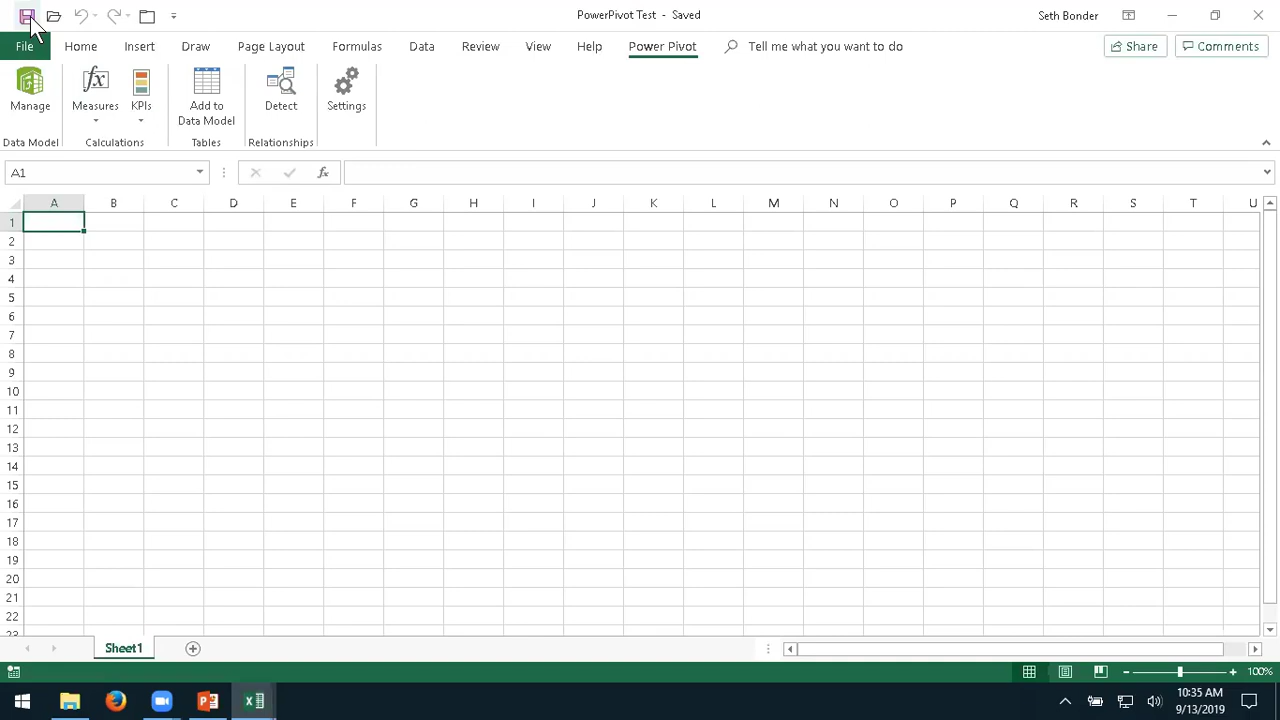 PowerPivot Test - Saved
Seth Bonder
File Home Insert Draw Page Layout Formulas Data Review View Help Power Pivot Tell me what you want to do Share Comments
Manage Measures KPIs Add to Data Model Detect Settings
Data Model Calculations Tables Relationships
A1 fx
A B C D E F G H I J K L M N O P Q R S T U
1
2
3
4
5
6
7
8
9
10
11
12
13
14
15
16
17
18
19
20
21
22
23
Sheet1
100%
10:35 AM
9/13/2019